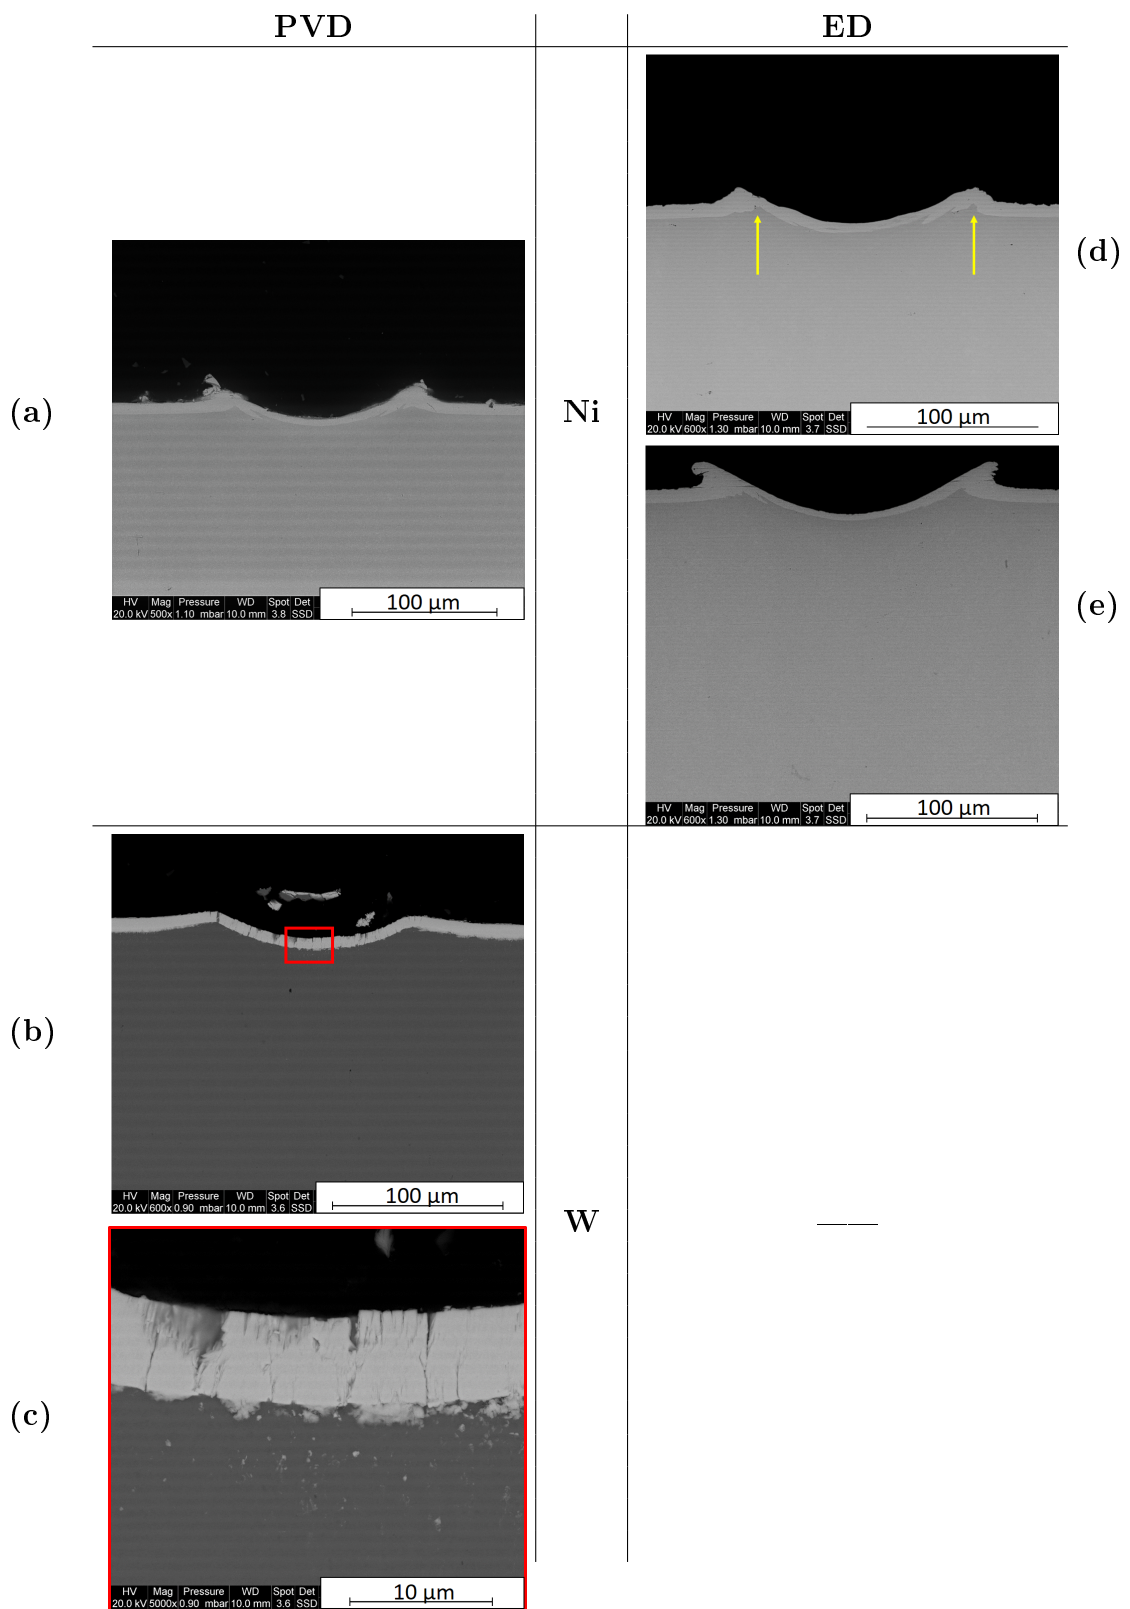 PVD
ED
(a)
HV Mag Pressure WD Spot Det
20.0 kV 500x 1.10 mbar 10.0 mm 3.8 SSD
100 µm
Ni
HV Mag Pressure WD Spot Det
20.0 kV 600x 1.30 mbar 10.0 mm 3.7 SSD
100 µm
(d)
HV Mag Pressure WD Spot Det
20.0 kV 600x 1.30 mbar 10.0 mm 3.7 SSD
100 µm
(e)
(b)
HV Mag Pressure WD Spot Det
20.0 kV 600x 0.90 mbar 10.0 mm 3.6 SSD
100 µm
W
(c)
HV Mag Pressure WD Spot Det
20.0 kV 5000x 0.90 mbar 10.0 mm 3.6 SSD
10 µm